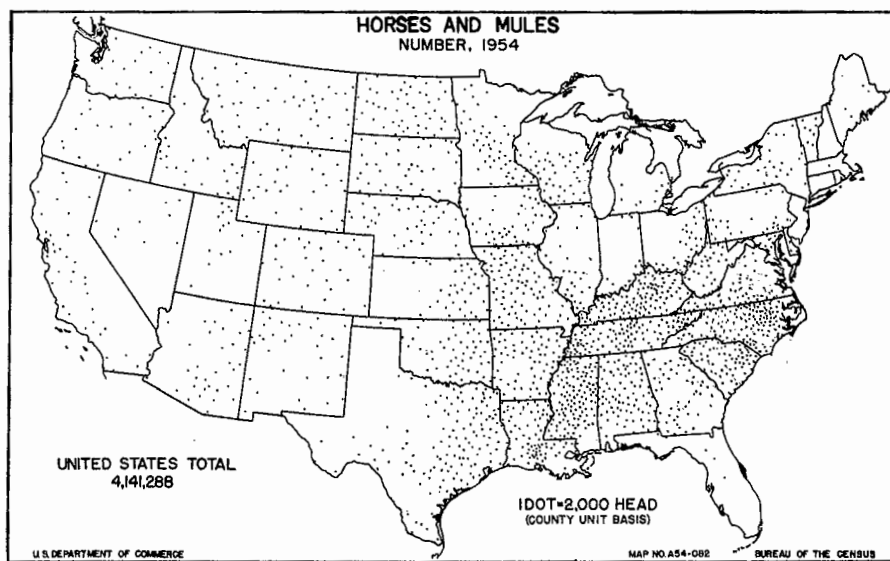 HORSES AND MULES
NUMBER, 1954
UNITED STATES TOTAL
4,141,288
1 DOT=2,000 HEAD
(COUNTY UNIT BASIS)
U.S. DEPARTMENT OF COMMERCE
MAP NO. A54-082
BUREAU OF THE CENSUS